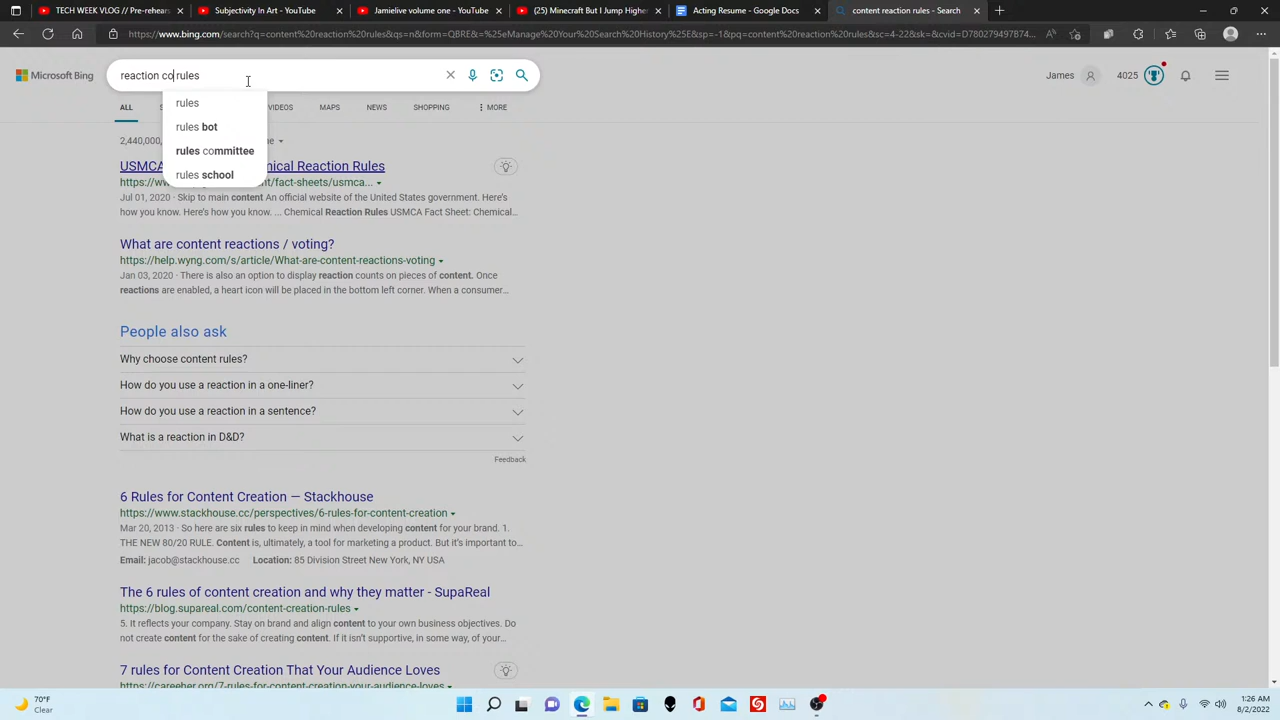 TECH WEEK VLOG // - YouTube
Subjectivity In Art - YouTube
Jamielive volume one - YouTube
(25) Minecraft But I Jump Higher
Acting Resume - Google Docs
content reaction rules - Search
https://www.bing.com/search?q=content%20reaction%20rules&qs=n&form=QBRE&=%25eManage%20Your%20Search%20History%25E&sp=-1&pq=content%20reaction%20rules&sc=4-22&sk=&cvid=D780279497BD4...
Microsoft Bing
reaction co rules
James
4025
rules
rules bot
rules committee
rules school
ALL
VIDEOS
MAPS
NEWS
SHOPPING
MORE
2,440,000,
USMCA
ical Reaction Rules
https://ww
nt/fact-sheets/usmca...
Jul 01, 2020 · Skip to main content An official website of the United States government. Here's
how you know. Here's how you know. ... Chemical Reaction Rules USMCA Fact Sheet: Chemical...
What are content reactions / voting?
https://help.wyng.com/s/article/What-are-content-reactions-voting
Jan 03, 2020 · There is also an option to display reaction counts on pieces of content. Once
reactions are enabled, a heart icon will be placed in the bottom left corner. When a consumer...
People also ask
Why choose content rules?
How do you use a reaction in a one-liner?
How do you use a reaction in a sentence?
What is a reaction in D&D?
Feedback
6 Rules for Content Creation — Stackhouse
https://www.stackhouse.cc/perspectives/6-rules-for-content-creation
Mar 20, 2013 · So here are six rules to keep in mind when developing content for your brand. 1.
THE NEW 80/20 RULE. Content is, ultimately, a tool for marketing a product. But it's important to...
Email: jacob@stackhouse.cc Location: 85 Division Street New York, NY USA
The 6 rules of content creation and why they matter - SupaReal
https://blog.supareal.com/content-creation-rules
5. It reflects your company. Stay on brand and align content to your own business objectives. Do
not create content for the sake of creating content. If it isn't supportive, in some way, of your...
7 rules for Content Creation That Your Audience Loves
https://careeher.org/7-rules-for-content-creation-your-audience-loves
70°F
Clear
1:26 AM
8/2/2022